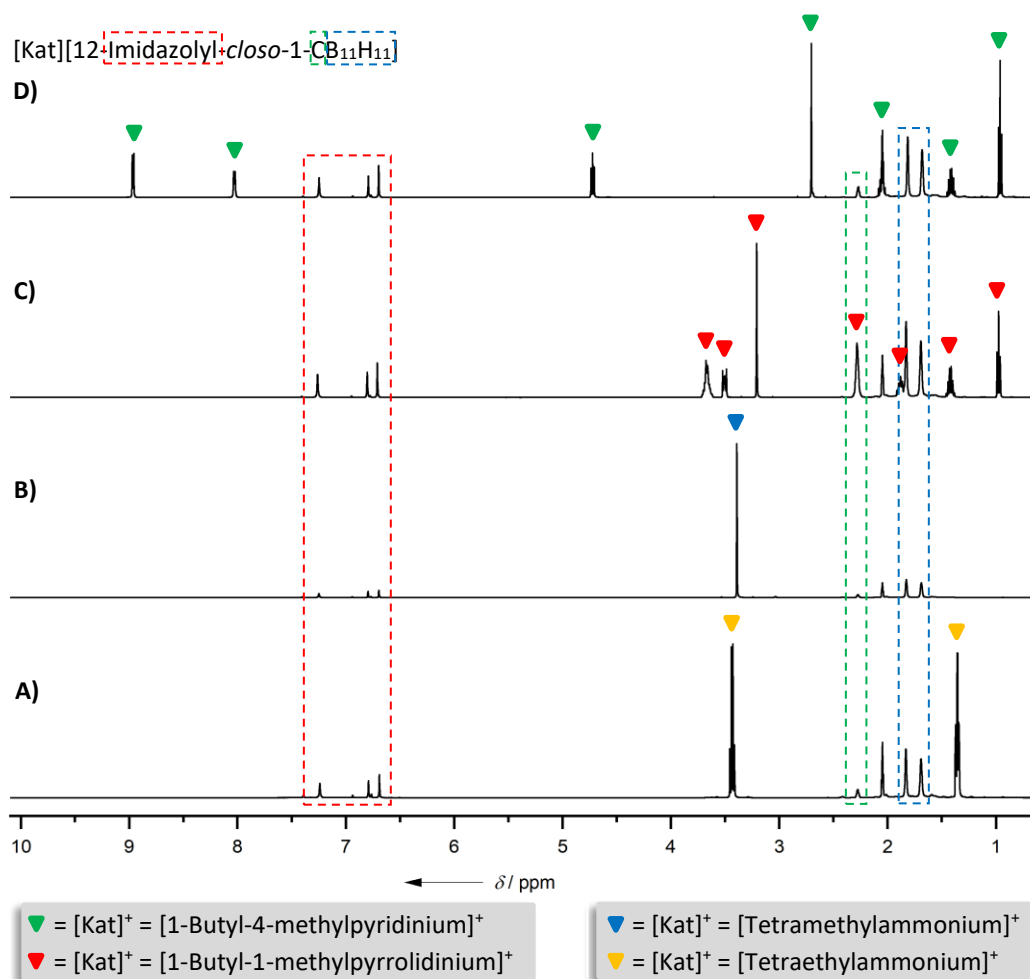 [Kat][12-Imidazolyl-closo-1-CB₁₁H₁₁]
D)
C)
B)
A)
10 9 8 7 6 5 4 3 2 1
δ / ppm
= [Kat]⁺ = [1-Butyl-4-methylpyridinium]⁺
= [Kat]⁺ = [1-Butyl-1-methylpyrrolidinium]⁺
= [Kat]⁺ = [Tetramethylammonium]⁺
= [Kat]⁺ = [Tetraethylammonium]⁺